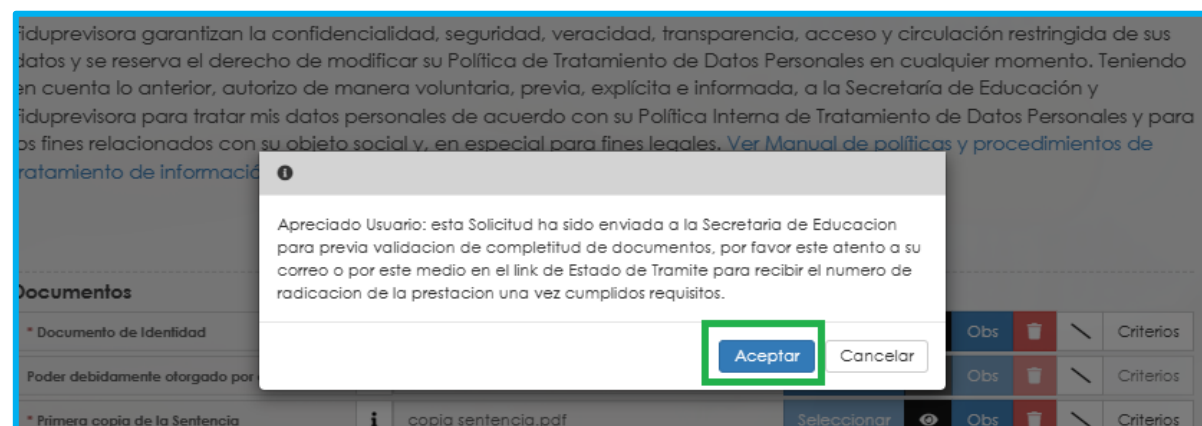 fiduprevisora garantizan la confidencialidad, seguridad, veracidad, transparencia, acceso y circulación restringida de sus
datos y se reserva el derecho de modificar su Política de Tratamiento de Datos Personales en cualquier momento. Teniendo
en cuenta lo anterior, autorizo de manera voluntaria, previa, explícita e informada, a la Secretaría de Educación y
fiduprevisora para tratar mis datos personales de acuerdo con su Política Interna de Tratamiento de Datos Personales y para
los fines relacionados con su objeto social y, en especial para fines legales. Ver Manual de políticas y procedimientos de
tratamiento de informació
Apreciado Usuario: esta Solicitud ha sido enviada a la Secretaria de Educacion
para previa validacion de completitud de documentos, por favor este atento a su
correo o por este medio en el link de Estado de Tramite para recibir el numero de
radicacion de la prestacion una vez cumplidos requisitos.
Aceptar Cancelar
Documentos
* Documento de Identidad Obs Criterios
Poder debidamente otorgado por Obs Criterios
* Primera copia de la Sentencia copia sentencia.pdf Seleccionar Obs Criterios